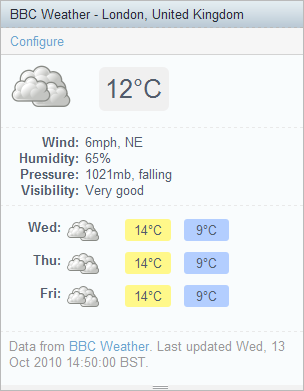 BBC Weather - London, United Kingdom
Configure
12°C
Wind: 6mph, NE
Humidity: 65%
Pressure: 1021mb, falling
Visibility: Very good
Wed: 14°C 9°C
Thu: 14°C 9°C
Fri: 14°C 9°C
Data from BBC Weather. Last updated Wed, 13
Oct 2010 14:50:00 BST.